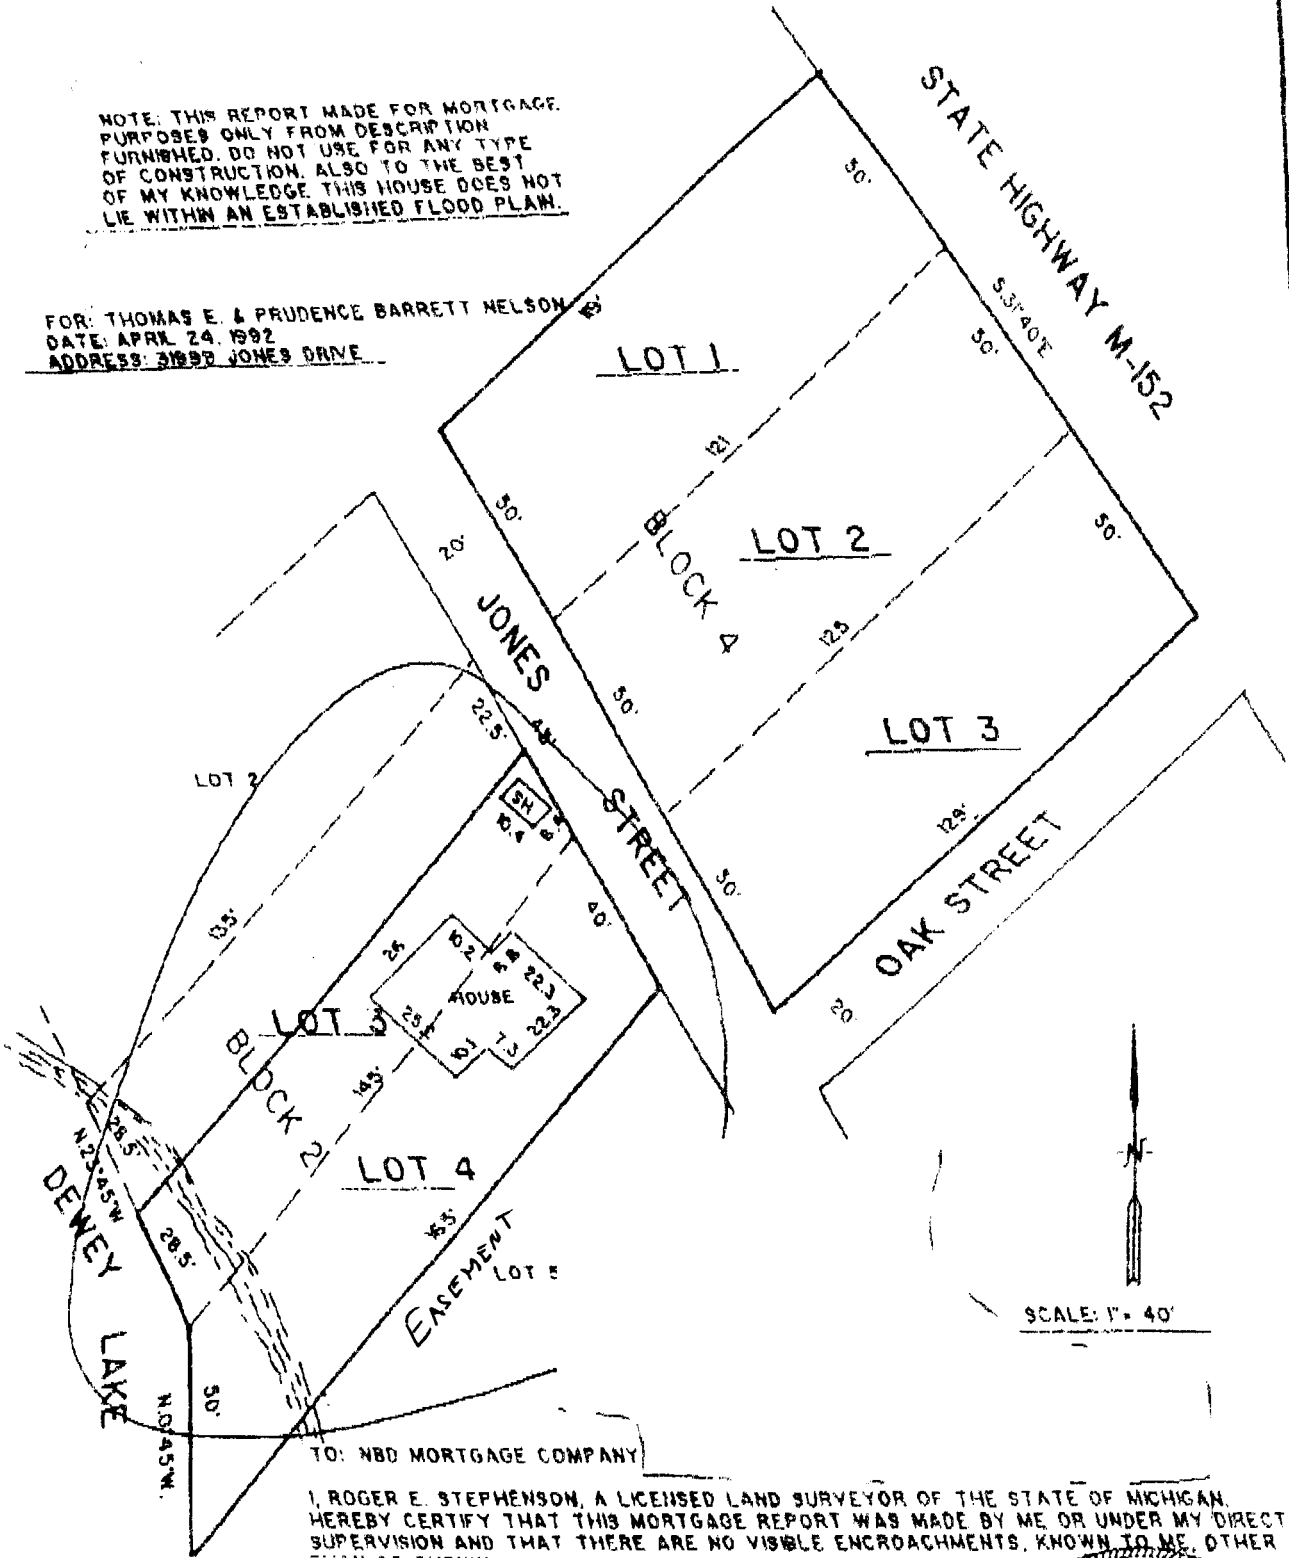 NOTE: THIS REPORT MADE FOR MORTGAGE
PURPOSES ONLY FROM DESCRIPTION
FURNISHED. DO NOT USE FOR ANY TYPE
OF CONSTRUCTION. ALSO TO THE BEST
OF MY KNOWLEDGE THIS HOUSE DOES NOT
LIE WITHIN AN ESTABLISHED FLOOD PLAIN.
FOR: THOMAS E. & PRUDENCE BARRETT NELSON
DATE: APRIL 24, 1992
ADDRESS: JONES DRIVE
STATE HIGHWAY M-152
S.31°40'E
50'
50'
50'
LOT 1
121
BLOCK 4
LOT 2
125
LOT 3
129'
50'
50'
50'
20'
JONES STREET
OAK STREET
20'
22.5'
LOT 2
135'
SH.
10.4
40'
26
10.2
22.3
HOUSE
22.3
7.3
10.1
LOT 3
BLOCK 2
145'
LOT 4
EASEMENT
LOT 5
28.5'
28.5'
DEWEY LAKE
50'
N.0°45'W.
N
SCALE: 1" = 40'
TO: NBD MORTGAGE COMPANY
I, ROGER E. STEPHENSON, A LICENSED LAND SURVEYOR OF THE STATE OF MICHIGAN,
HEREBY CERTIFY THAT THIS MORTGAGE REPORT WAS MADE BY ME OR UNDER MY DIRECT
SUPERVISION AND THAT THERE ARE NO VISIBLE ENCROACHMENTS, KNOWN TO ME, OTHER